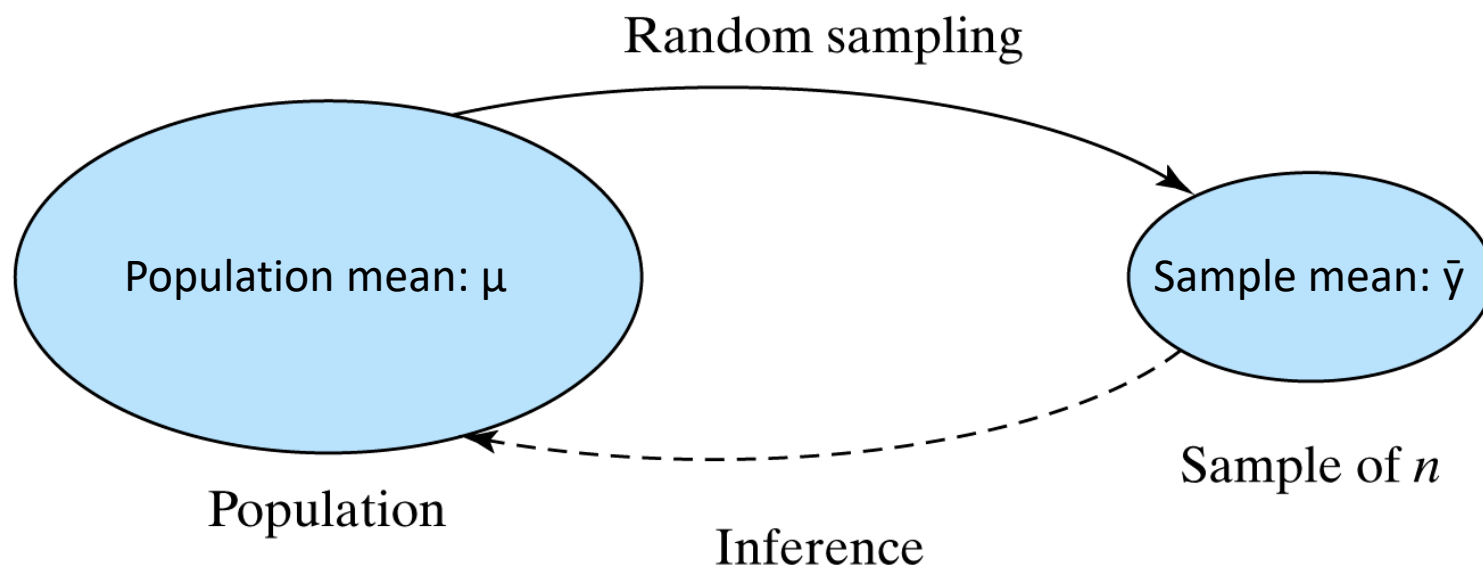 Random sampling
Population mean: μ
Sample mean: ȳ
Sample of n
Population
Inference